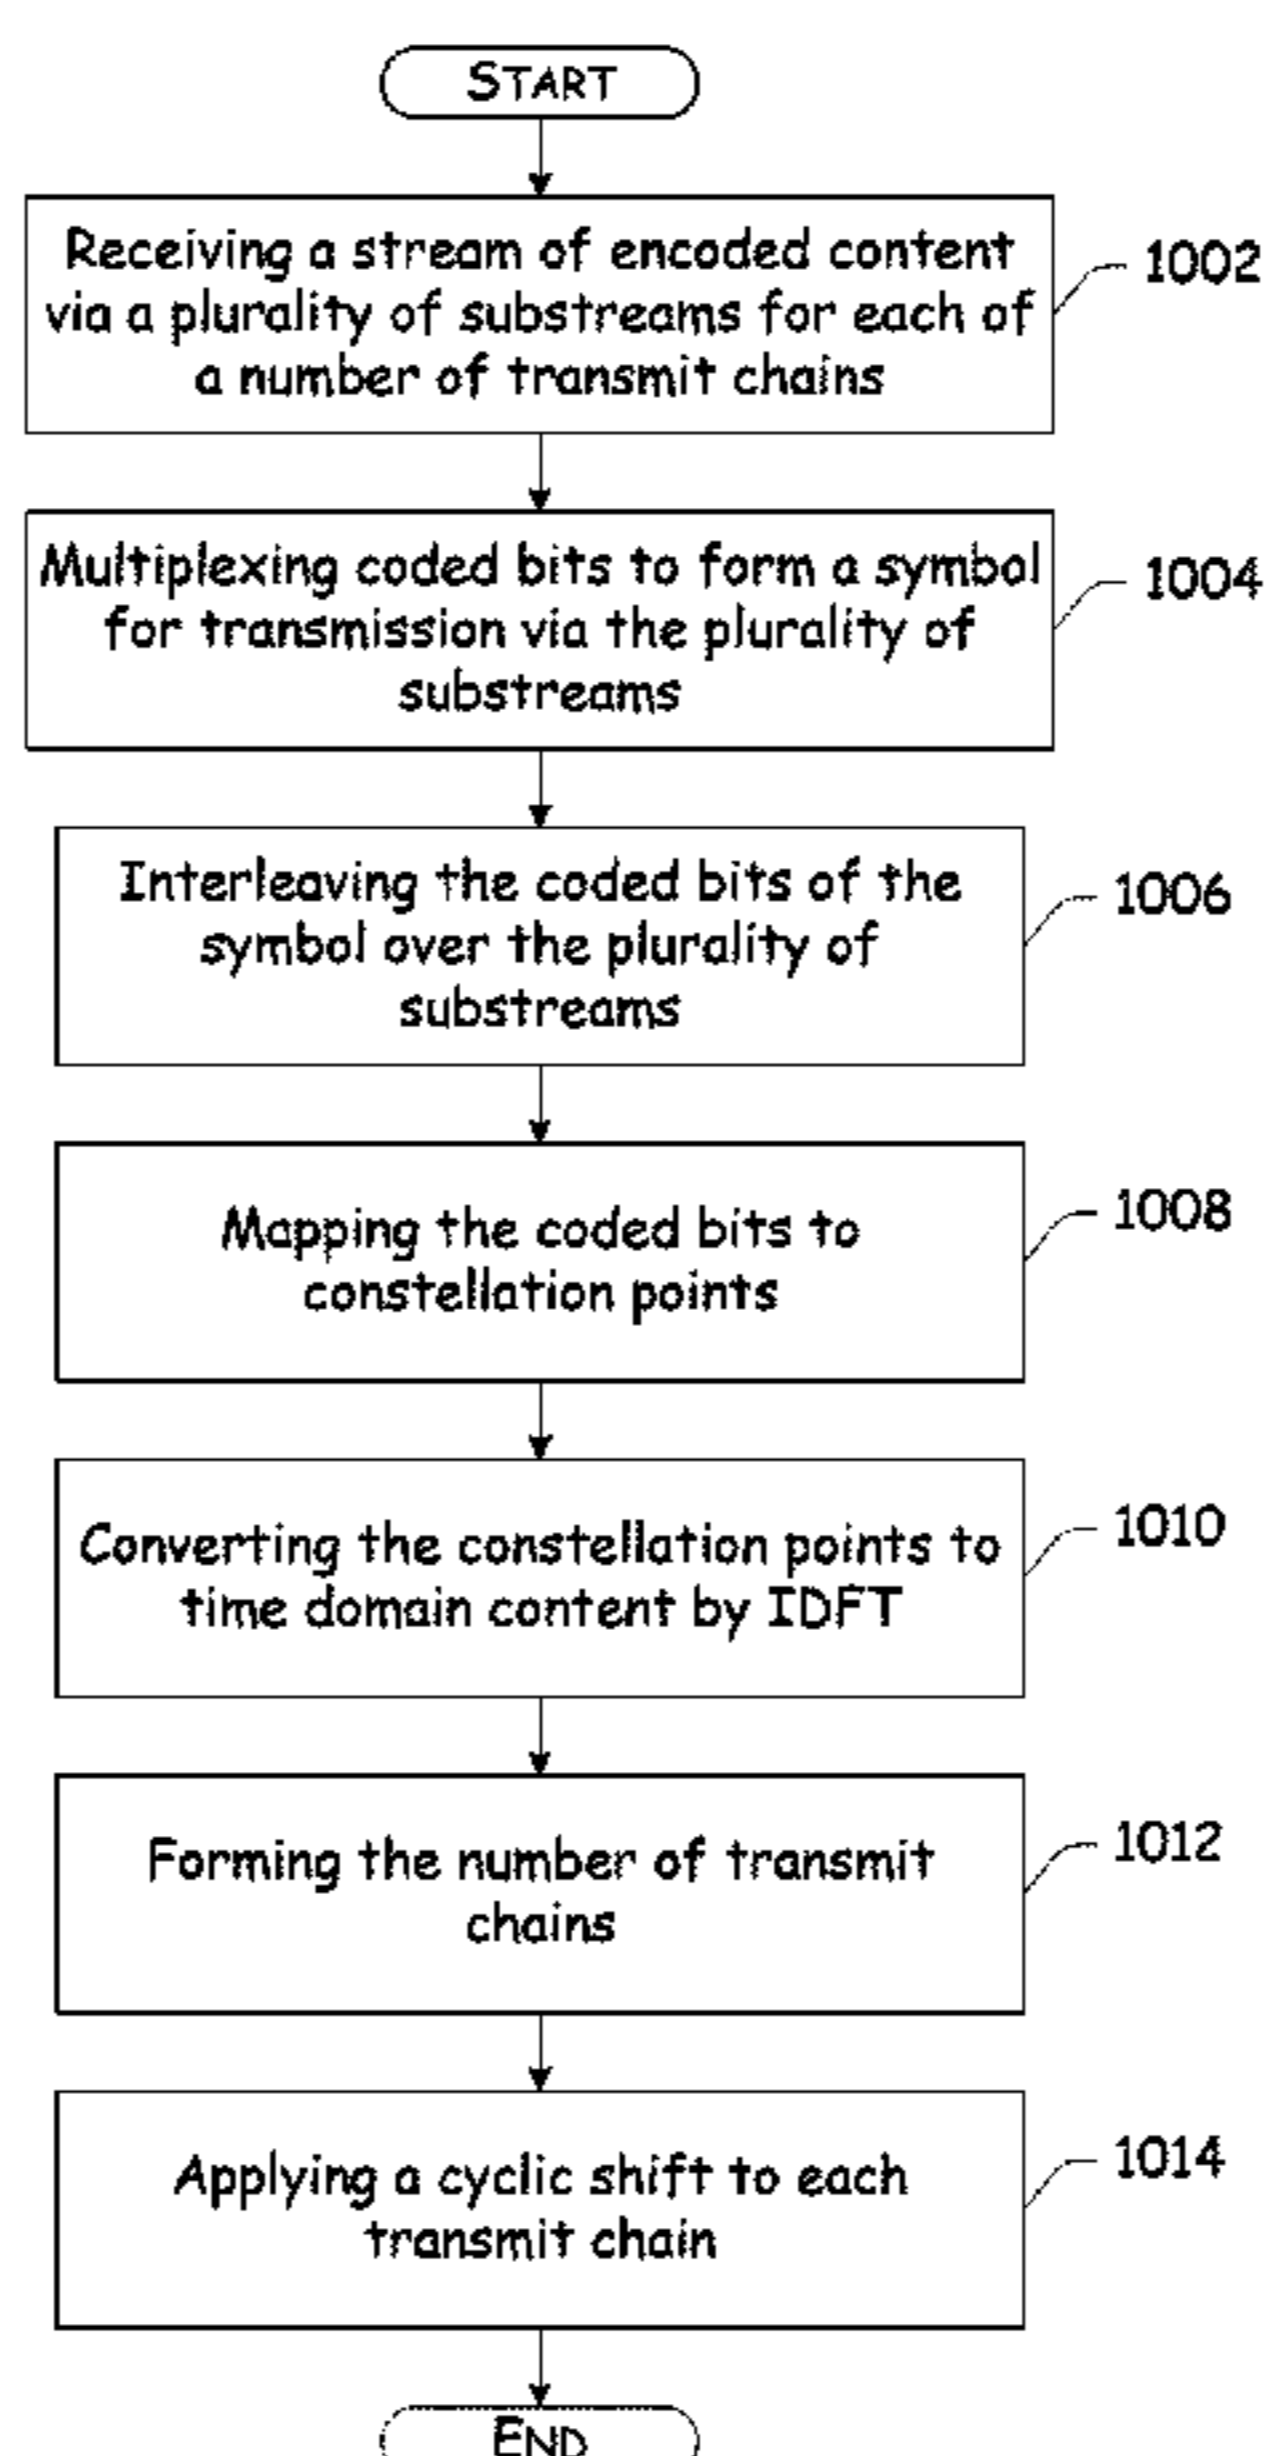 START
Receiving a stream of encoded content
via a plurality of substreams for each of
a number of transmit chains
1002
Multiplexing coded bits to form a symbol
for transmission via the plurality of
substreams
1004
Interleaving the coded bits of the
symbol over the plurality of
substreams
1006
Mapping the coded bits to
constellation points
1008
Converting the constellation points to
time domain content by IDFT
1010
Forming the number of transmit
chains
1012
Applying a cyclic shift to each
transmit chain
1014
END